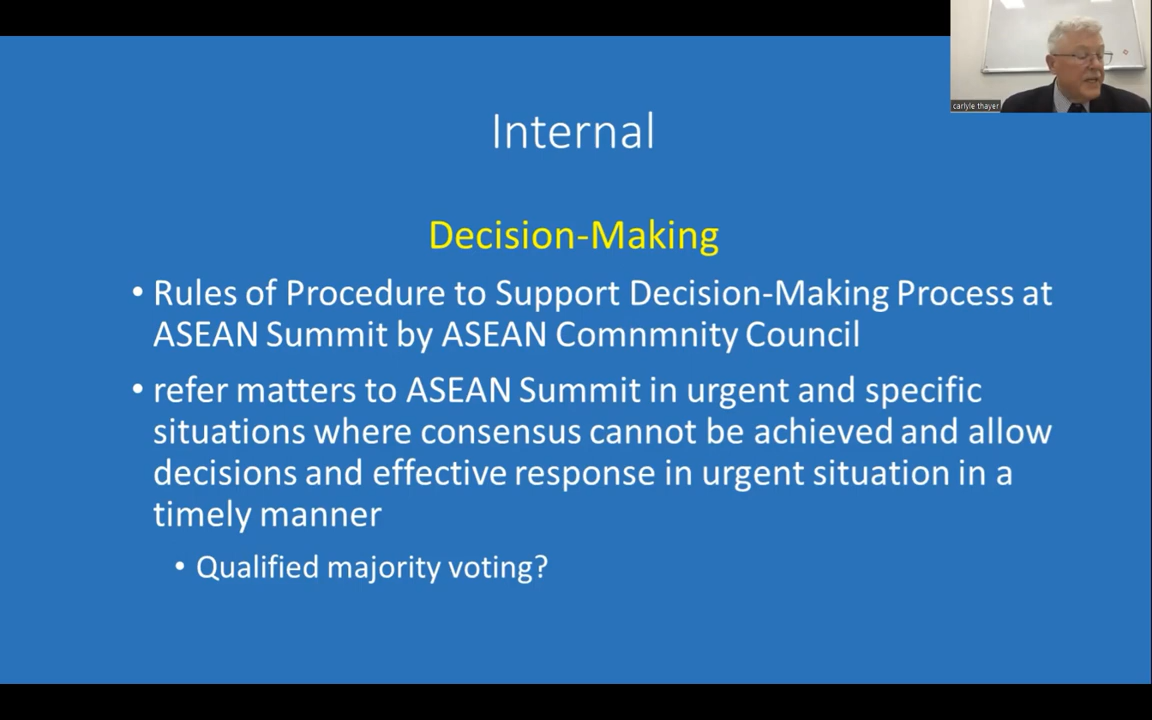 carlyle thayer
Internal
Decision-Making
• Rules of Procedure to Support Decision-Making Process at
ASEAN Summit by ASEAN Comnmnity Council
• refer matters to ASEAN Summit in urgent and specific
situations where consensus cannot be achieved and allow
decisions and effective response in urgent situation in a
timely manner
• Qualified majority voting?